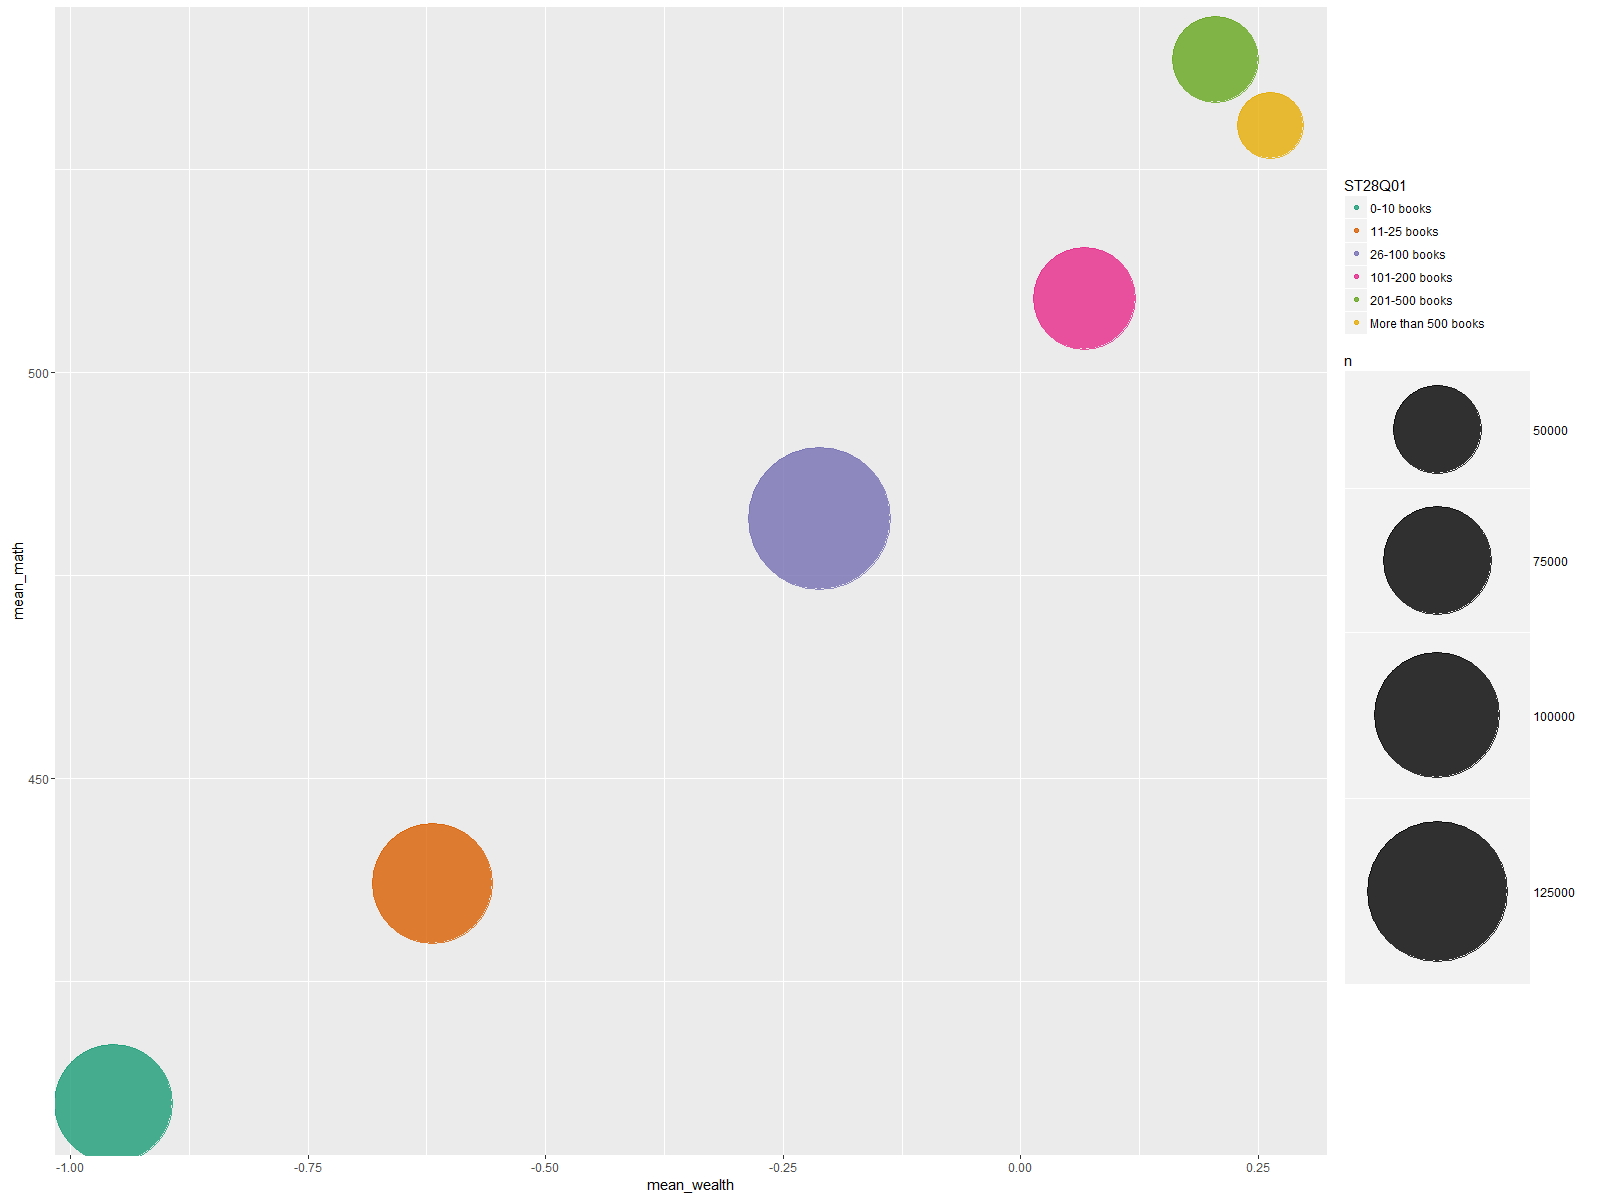 mean_math
500
450
-1.00
-0.75
-0.50
-0.25
0.00
0.25
mean_wealth
ST28Q01
0-10 books
11-25 books
26-100 books
101-200 books
201-500 books
More than 500 books
n
50000
75000
100000
125000